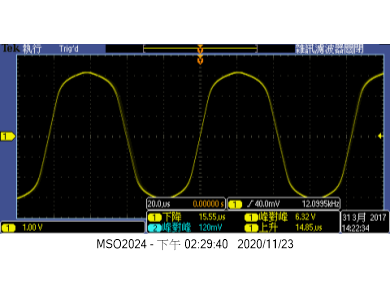 Tek 執行 Trig'd 雜訊濾波器關閉
1
20.0µs 0.00000 s 1 / 40.0mV 12.0995kHz
1 下降 15.55µs 1 峰對峰 6.32 V
2 峰對峰 120mV 1 上升 14.85µs
31 3月 2017
14:22:34
1 1.00 V
MSO2024 - 下午 02:29:40 2020/11/23